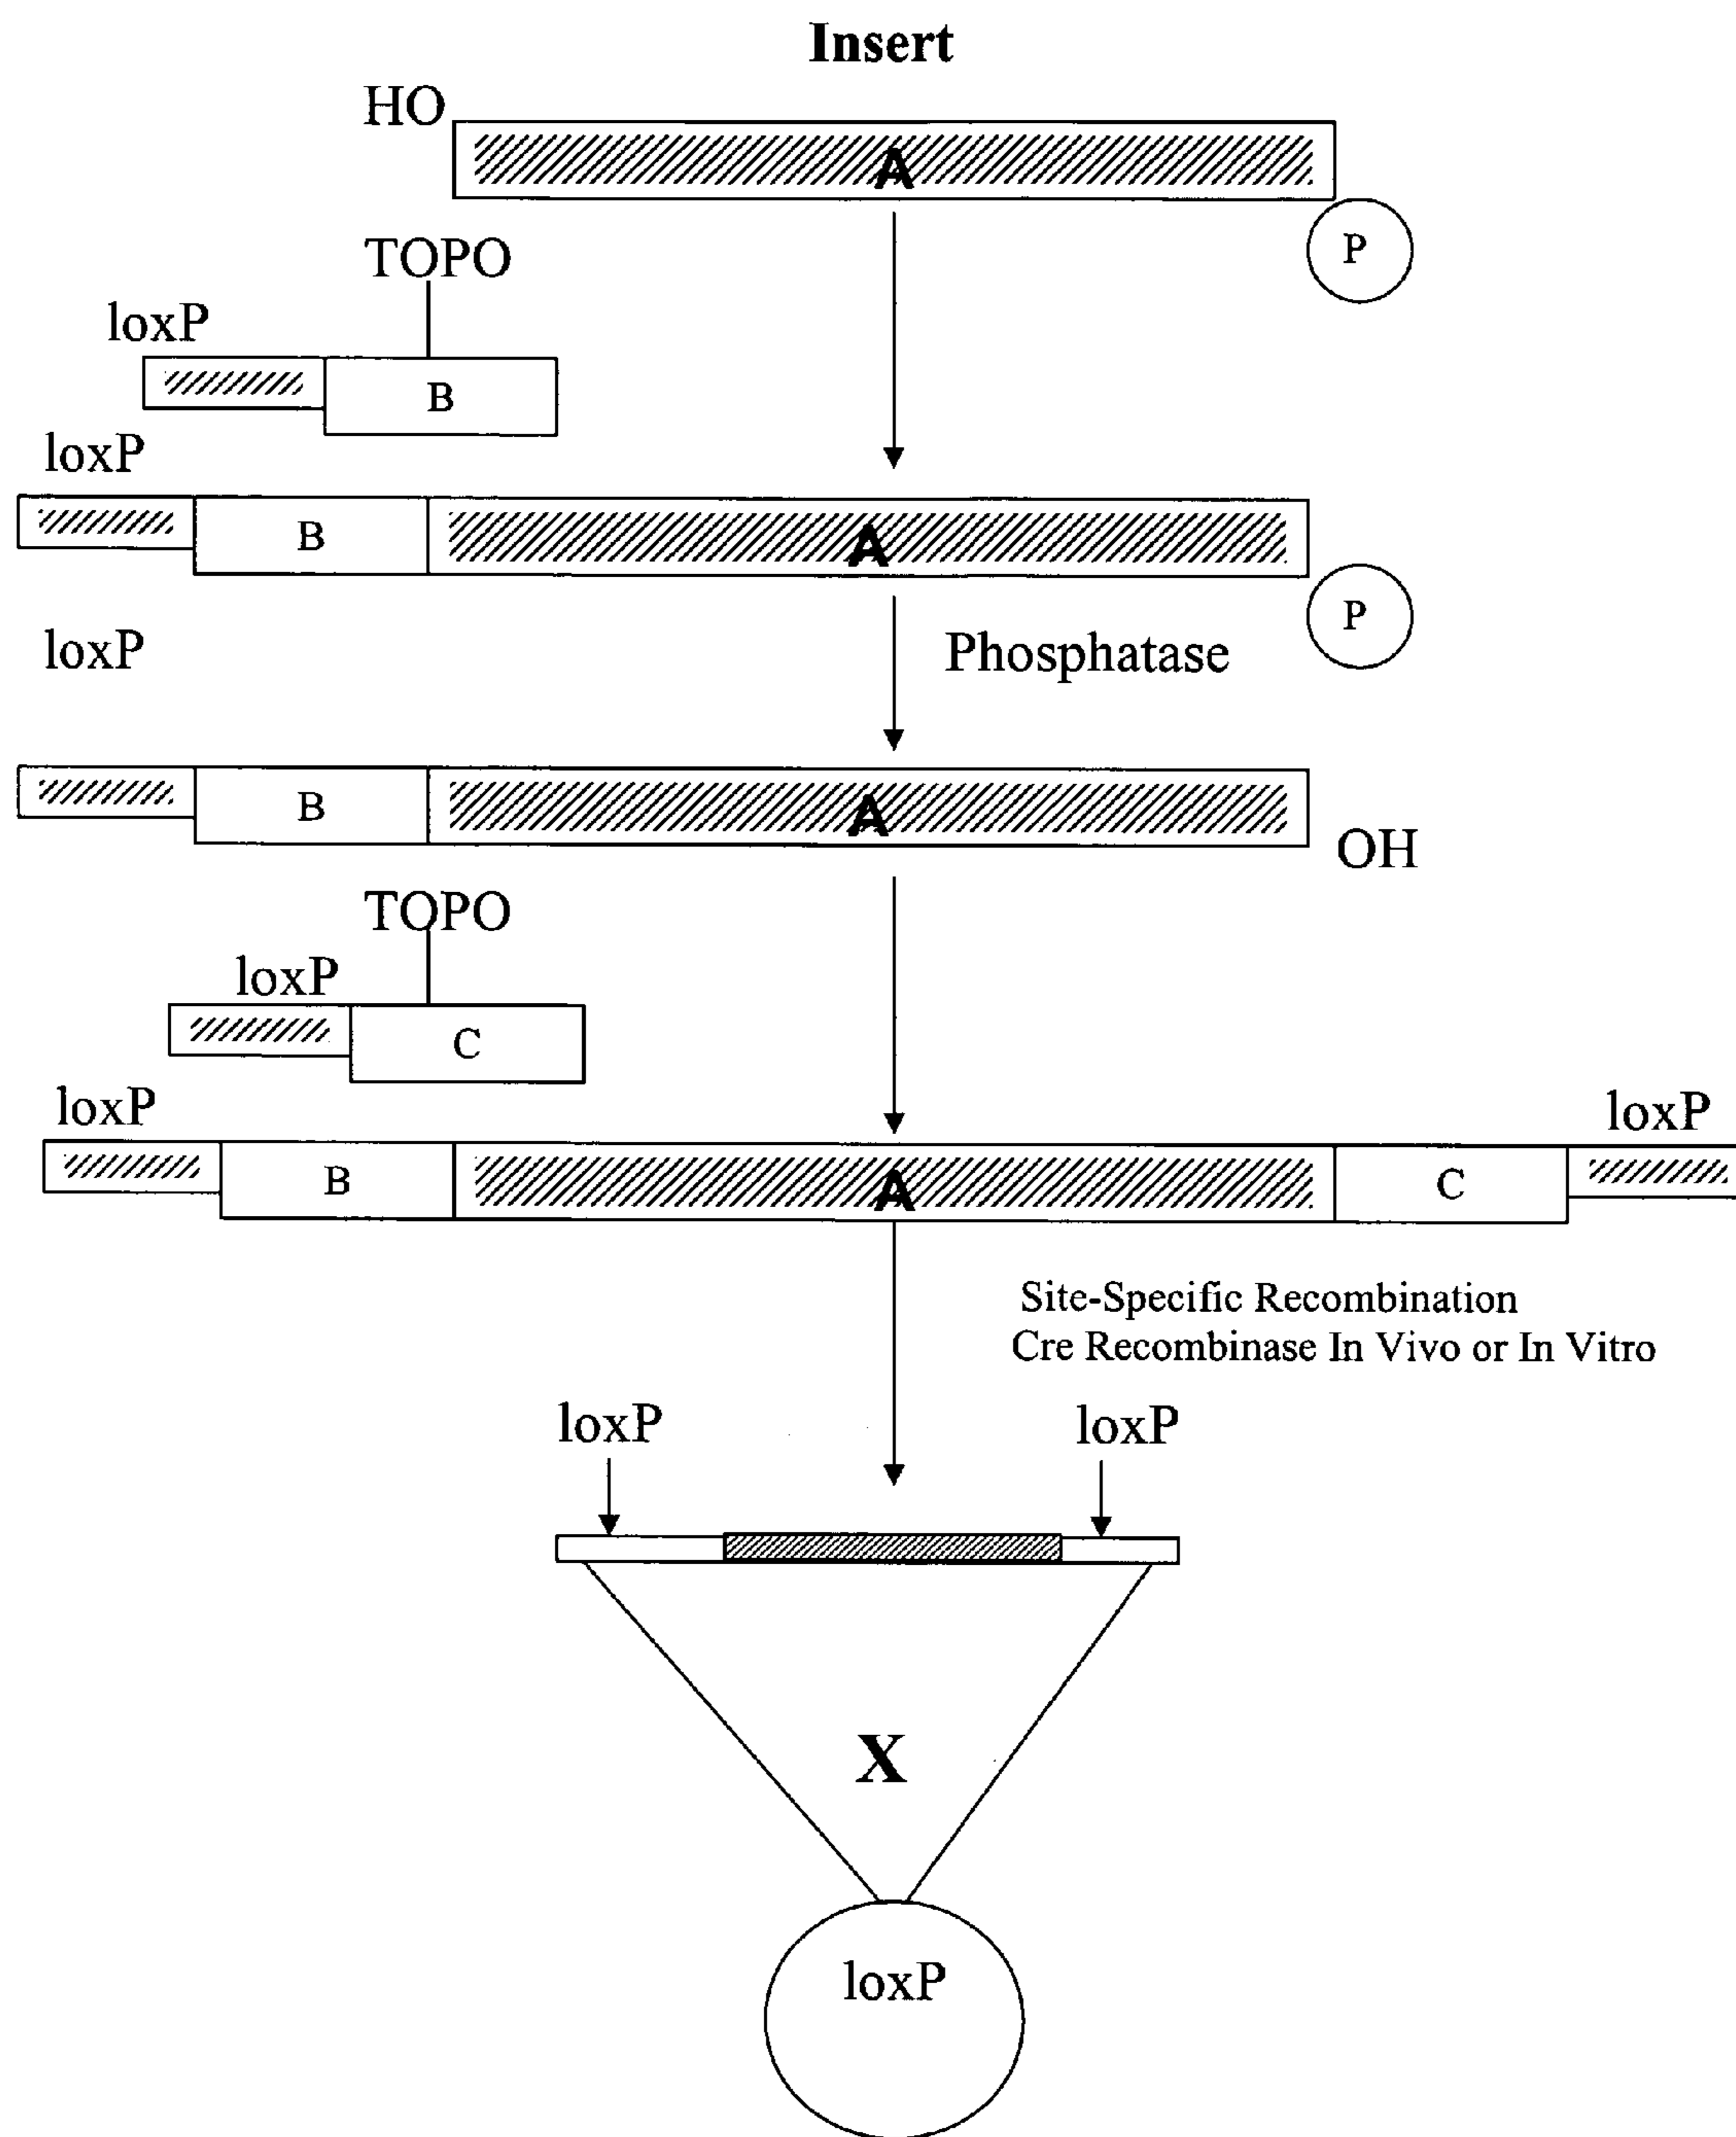 Insert
HO
A
P
TOPO
loxP
B
loxP
B
A
P
loxP
Phosphatase
B
A
OH
TOPO
loxP
C
loxP
loxP
B
A
C
Site-Specific Recombination
Cre Recombinase In Vivo or In Vitro
loxP
loxP
X
loxP